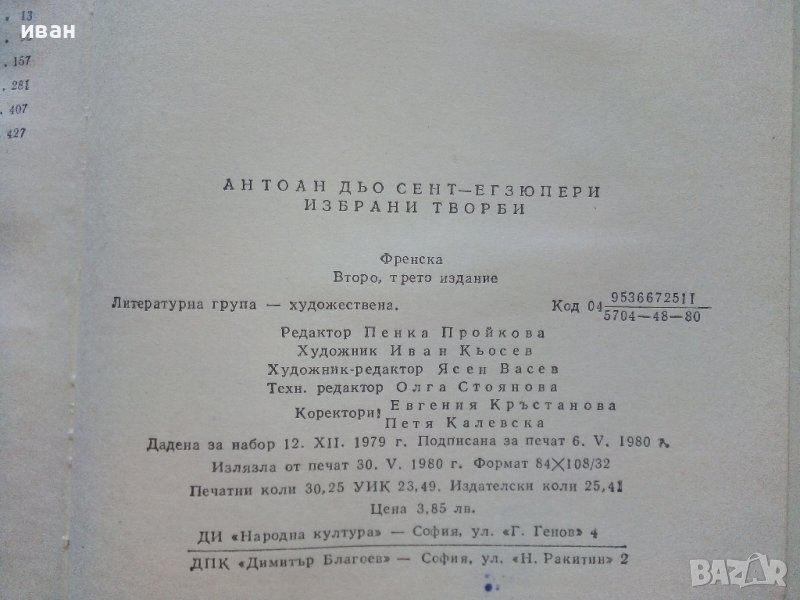 иван
. 13
. 157
. 281
. 407
. 427
АНТОАН ДЬО СЕНТ—ЕГЗЮПЕРИ
ИЗБРАНИ ТВОРБИ
Френска
Второ, трето издание
Литературна група — художествена. Код 04 9536672511
5704—48—80
Редактор Пенка Пройкова
Художник Иван Кьосев
Художник-редактор Ясен Васев
Техн. редактор Олга Стоянова
Коректори: Евгения Кръстанова
Петя Калевска
Дадена за набор 12. XII. 1979 г. Подписана за печат 6. V. 1980 г.
Излязла от печат 30. V. 1980 г. Формат 84×108/32
Печатни коли 30,25 УИК 23,49. Издателски коли 25,41
Цена 3,85 лв.
ДИ «Народна култура» — София, ул. «Г. Генов» 4
ДПК «Димитър Благоев» — София, ул. «Н. Ракитин» 2
BAZAR